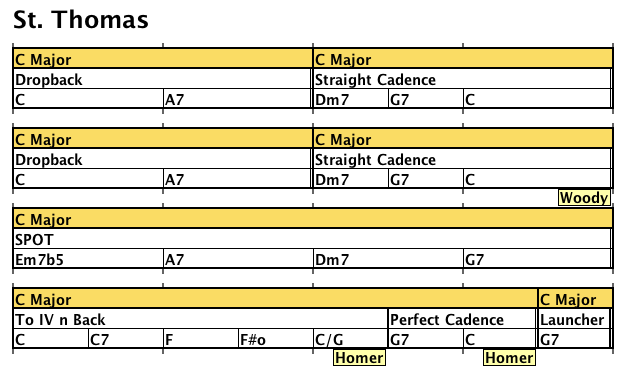 St. Thomas
C Major C Major
Dropback Straight Cadence
C A7 Dm7 G7 C
C Major C Major
Dropback Straight Cadence
C A7 Dm7 G7 C
Woody
C Major
SPOT
Em7b5 A7 Dm7 G7
C Major C Major
To IV n Back Perfect Cadence Launcher
C C7 F F#o C/G G7 C G7
Homer Homer